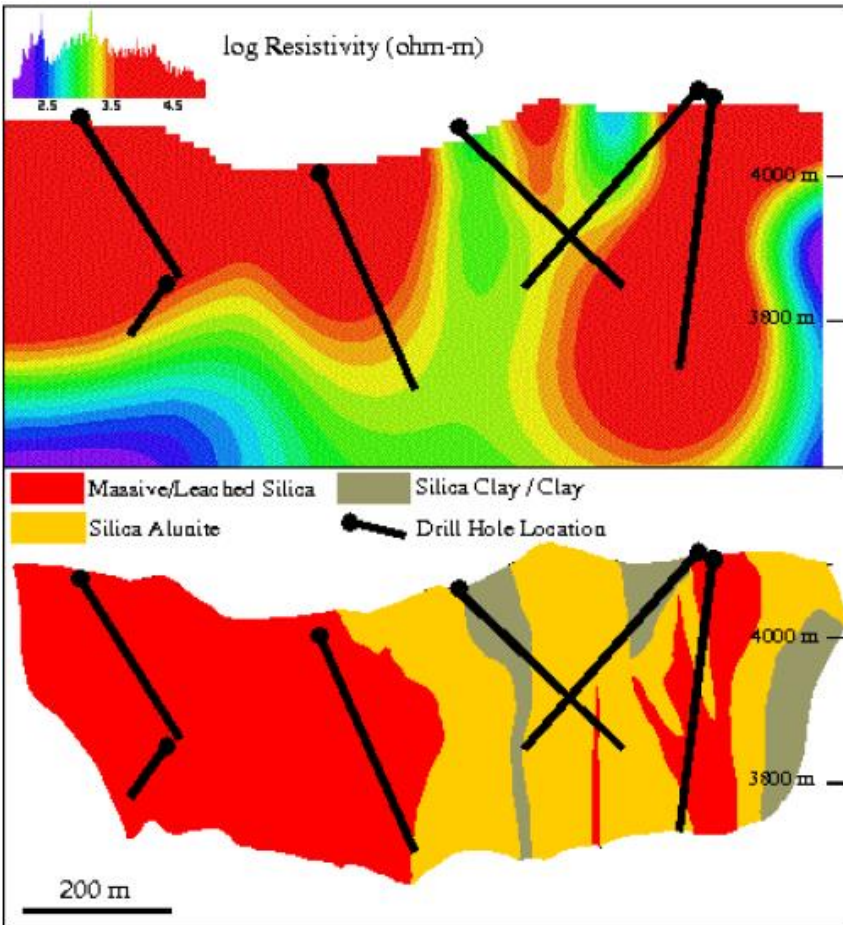 log Resistivity (ohm-m)
2.5 3.5 4.5
4000 m
3800 m
Massive/Leached Silica
Silica Clay / Clay
Silica Alunite
Drill Hole Location
4000 m
3800 m
200 m